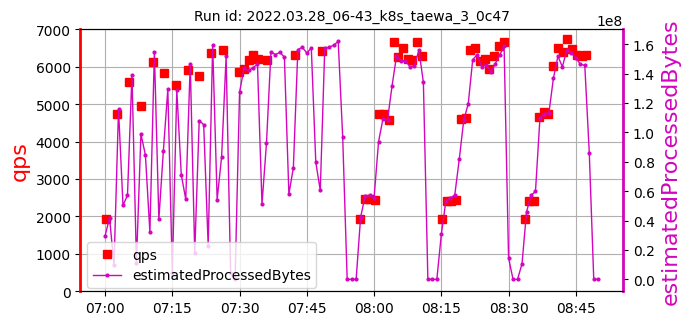 Run id: 2022.03.28_06-43_k8s_taewa_3_0c47
1e8
7000
6000
5000
4000
3000
2000
1000
0
qps
1.6
1.4
1.2
1.0
0.8
0.6
0.4
0.2
0.0
estimatedProcessedBytes
qps
estimatedProcessedBytes
07:00 07:15 07:30 07:45 08:00 08:15 08:30 08:45